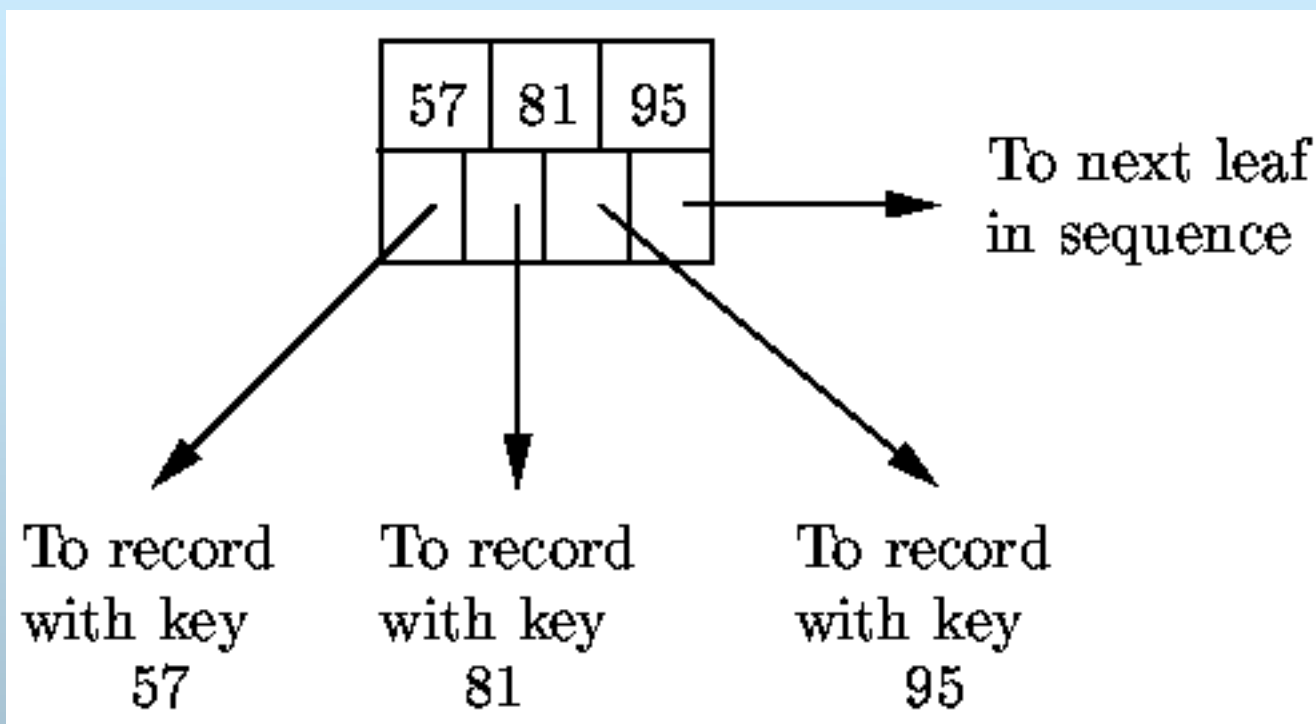 57 81 95
To next leaf
in sequence
To record
with key
57
To record
with key
81
To record
with key
95